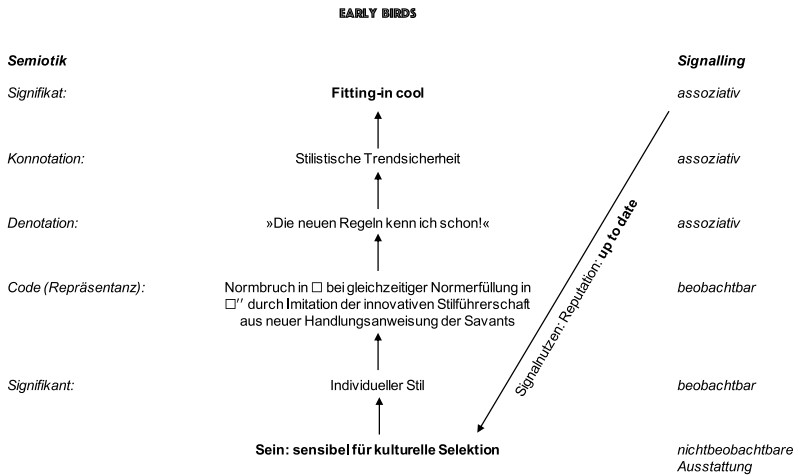 EARLY BIRDS
Semiotik
Signalling
Signifikat:
Fitting-in cool
assoziativ
Konnotation:
Stilistische Trendsicherheit
assoziativ
Denotation:
»Die neuen Regeln kenn ich schon!«
assoziativ
Code (Repräsentanz):
Normbruch in □ bei gleichzeitiger Normerfüllung in
□′′ durch Imitation der innovativen Stilführerschaft
aus neuer Handlungsanweisung der Savants
beobachtbar
Signalnutzen: Reputation: up to date
Signifikant:
Individueller Stil
beobachtbar
Sein: sensibel für kulturelle Selektion
nichtbeobachtbare
Ausstattung